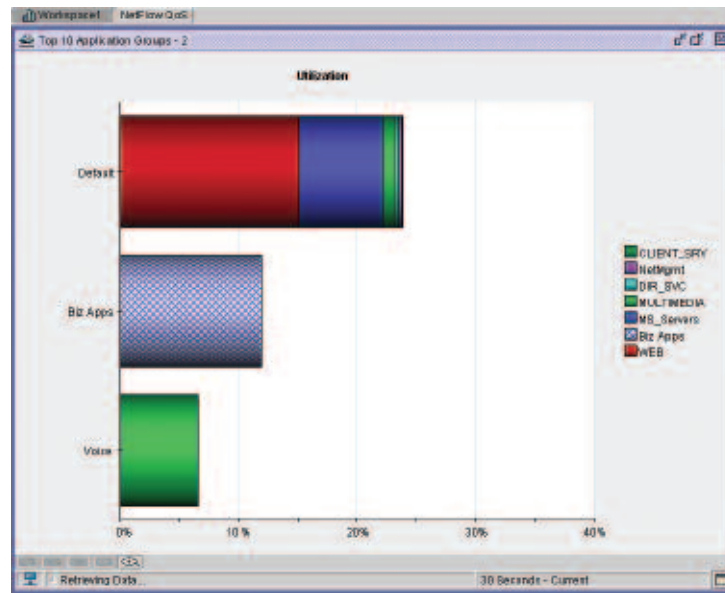 Workspace1 NetFlow QoS
Top 10 Application Groups - 2
Utilization
Default
Biz Apps
Voice
CLIENT_SRV
NetMgmt
DIR_SVC
MULTIMEDIA
MS_Servers
Biz Apps
WEB
0% 10% 20% 30% 40%
Retrieving Data... 30 Seconds - Current